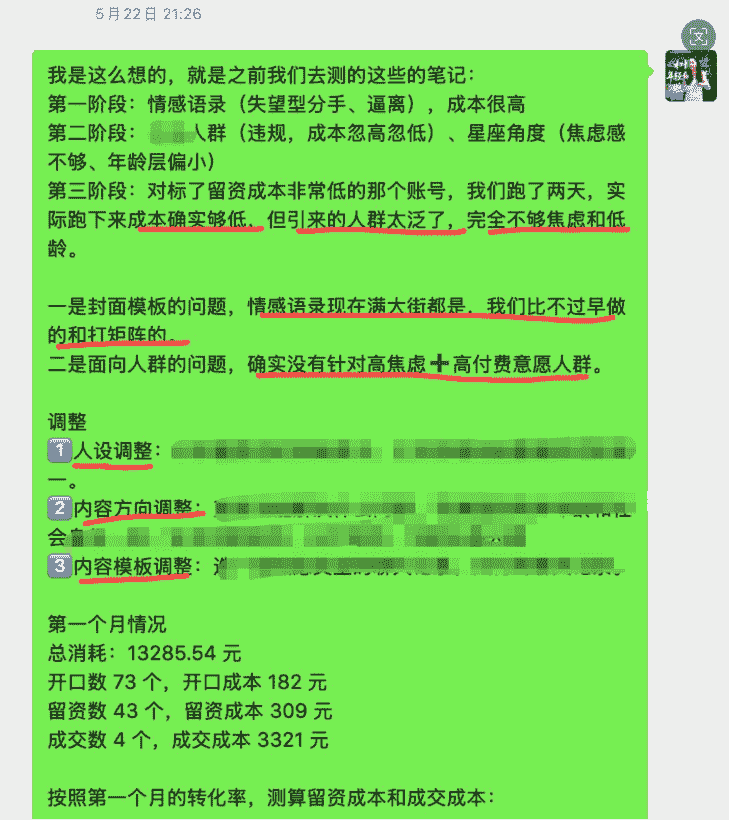 5月22日 21:26
我是这么想的，就是之前我们去测的这些的笔记：
第一阶段：情感语录（失望型分手、逼离），成本很高
第二阶段：人群（违规，成本忽高忽低）、星座角度（焦虑感
不够、年龄层偏小）
第三阶段：对标了留资成本非常低的那个账号，我们跑了两天，实
际跑下来成本确实够低，但引来的人群太泛了，完全不够焦虑和低
龄。
一是封面模板的问题，情感语录现在满大街都是，我们比不过早做
的和打矩阵的。
二是面向人群的问题，确实没有针对高焦虑➕高付费意愿人群。
调整
1️⃣人设调整：
一。
2️⃣内容方向调整：
会
3️⃣内容模板调整：
第一个月情况
总消耗：13285.54 元
开口数 73 个，开口成本 182 元
留资数 43 个，留资成本 309 元
成交数 4 个，成交成本 3321 元
按照第一个月的转化率，测算留资成本和成交成本：